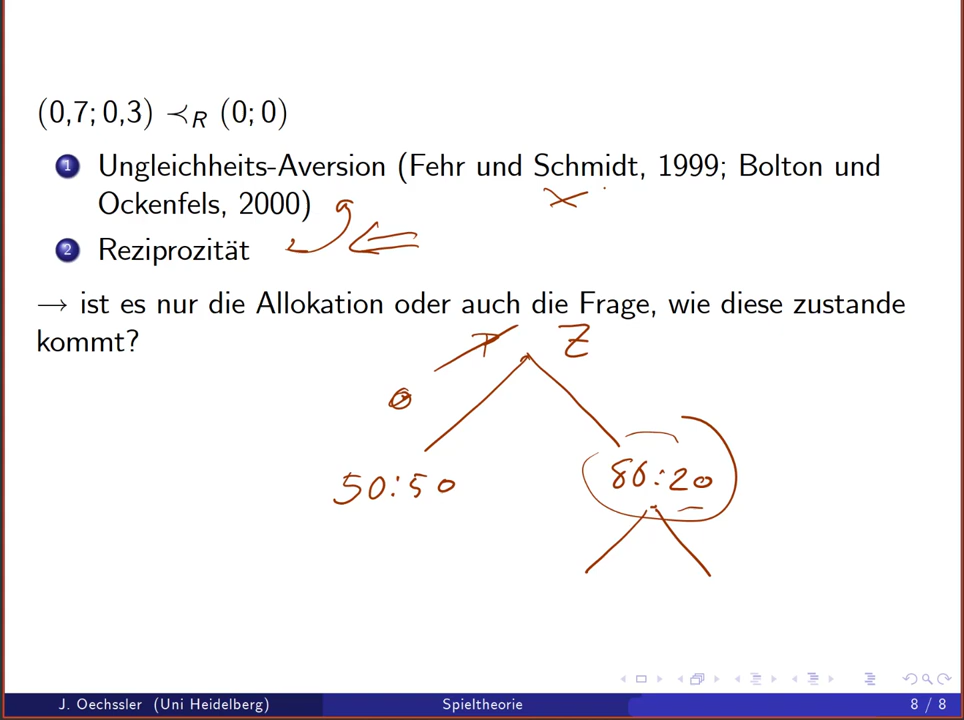 (0,7; 0,3) ≺R (0; 0)
1 Ungleichheits-Aversion (Fehr und Schmidt, 1999; Bolton und
Ockenfels, 2000)
2 Reziprozität
→ ist es nur die Allokation oder auch die Frage, wie diese zustande
kommt?
Z
50:50
80:20
J. Oechssler (Uni Heidelberg)
Spieltheorie
8 / 8